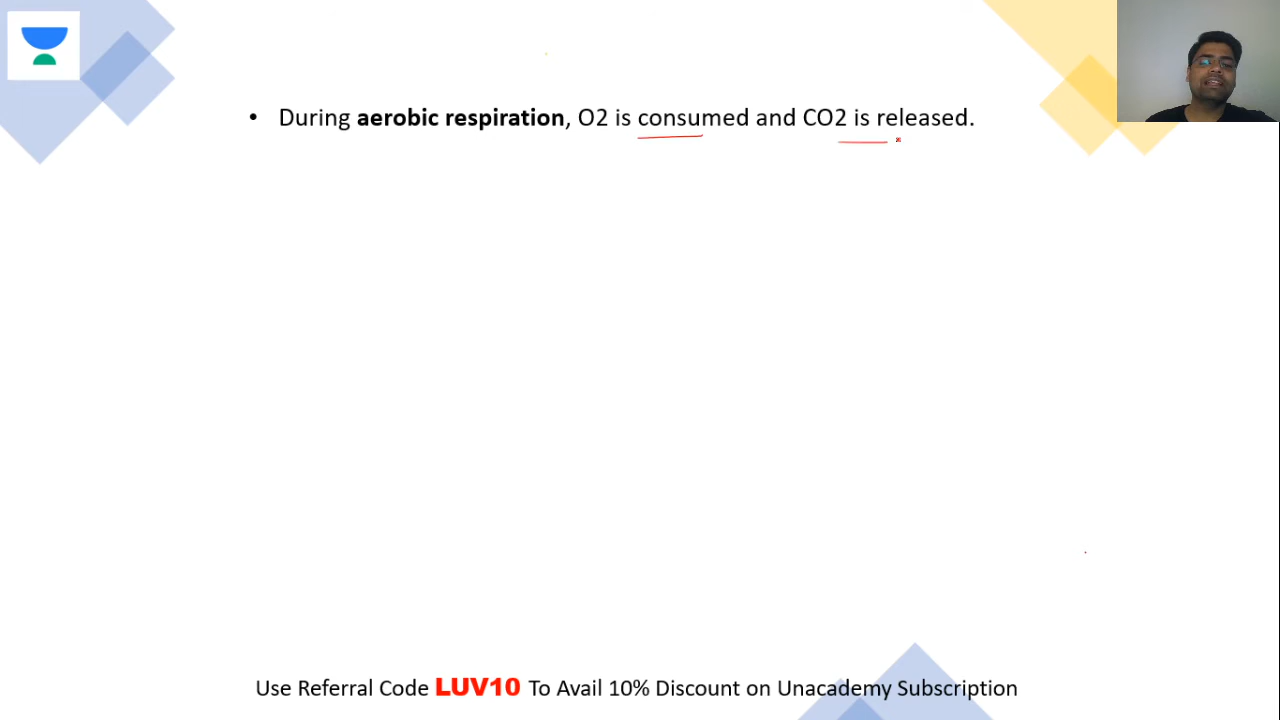 • During aerobic respiration, O2 is consumed and CO2 is released.
Use Referral Code LUV10 To Avail 10% Discount on Unacademy Subscription